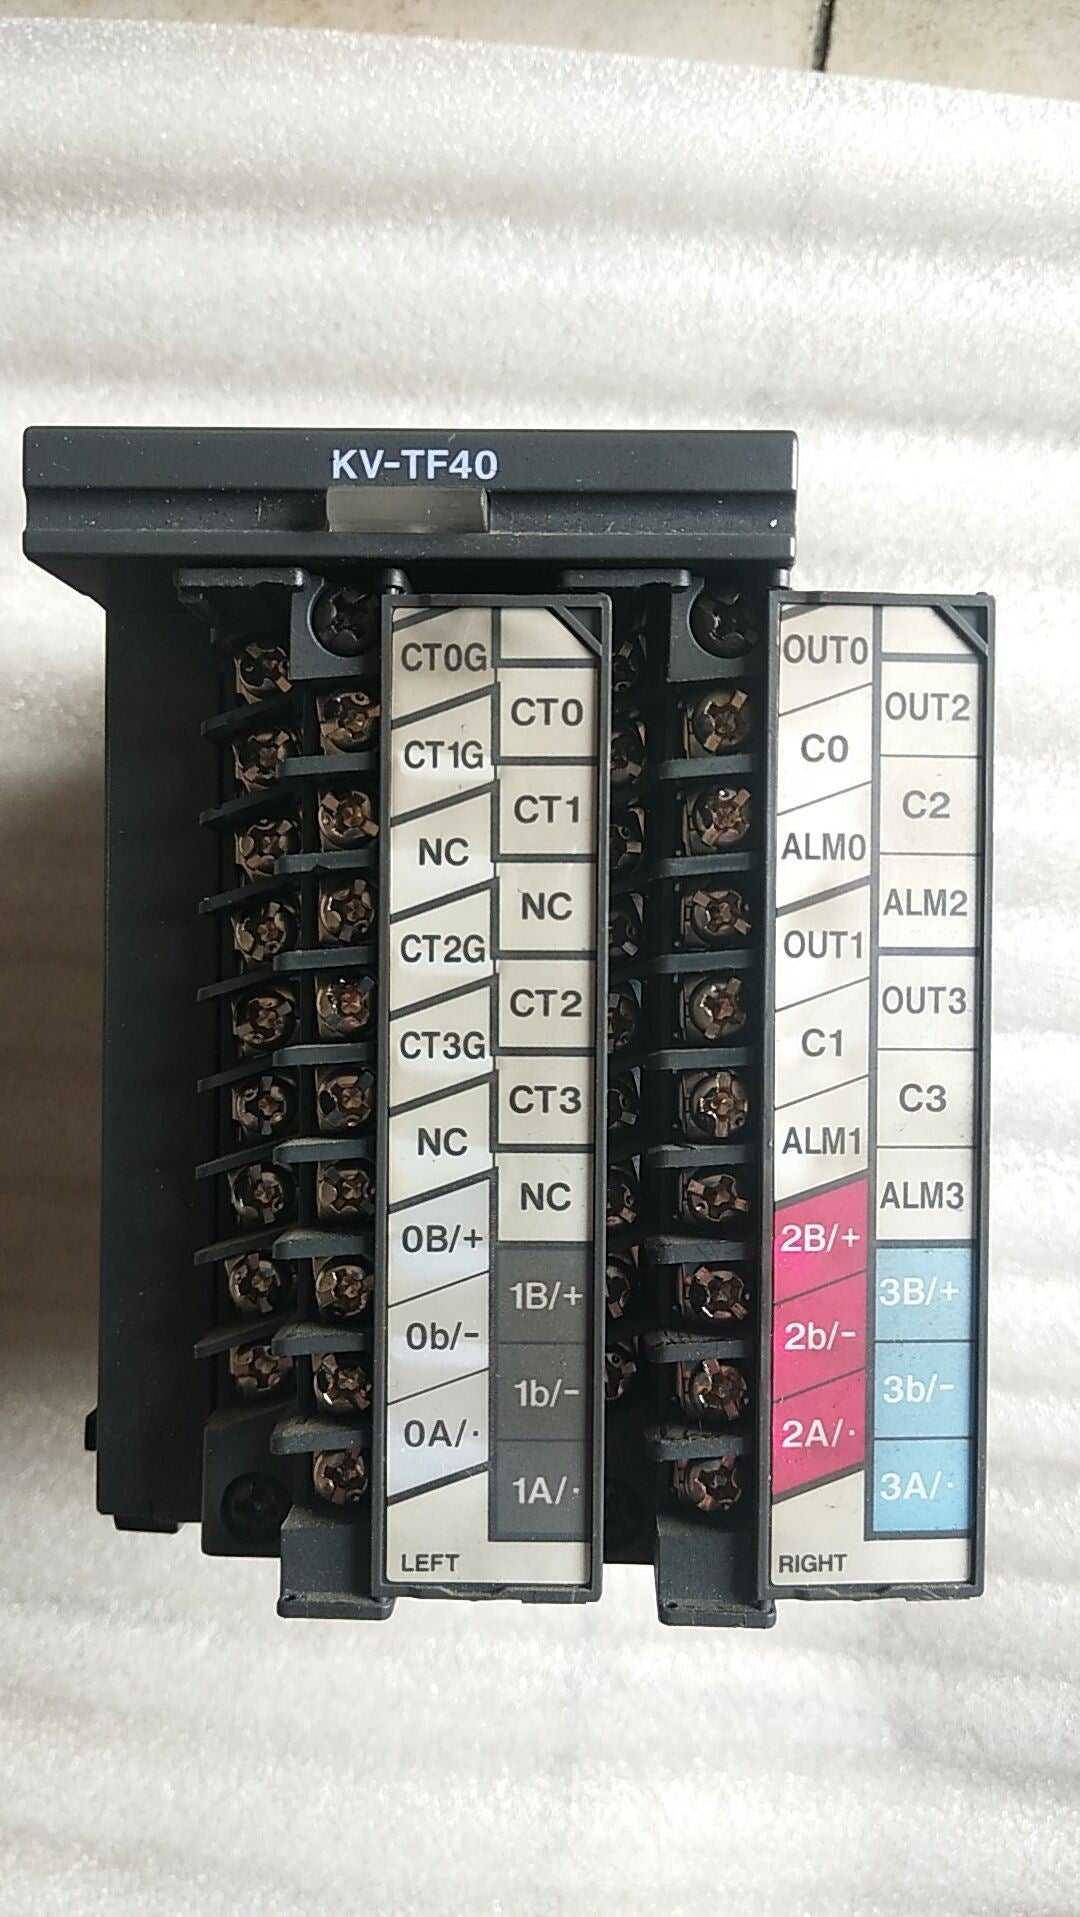 KV-TF40
CT0G
CT0
CT1G
CT1
NC
NC
CT2G
CT2
CT3G
CT3
NC
NC
0B/+
1B/+
0b/-
1b/-
0A/·
1A/·
LEFT
OUT0
OUT2
C0
C2
ALM0
ALM2
OUT1
OUT3
C1
C3
ALM1
ALM3
2B/+
3B/+
2b/-
3b/-
2A/·
3A/·
RIGHT